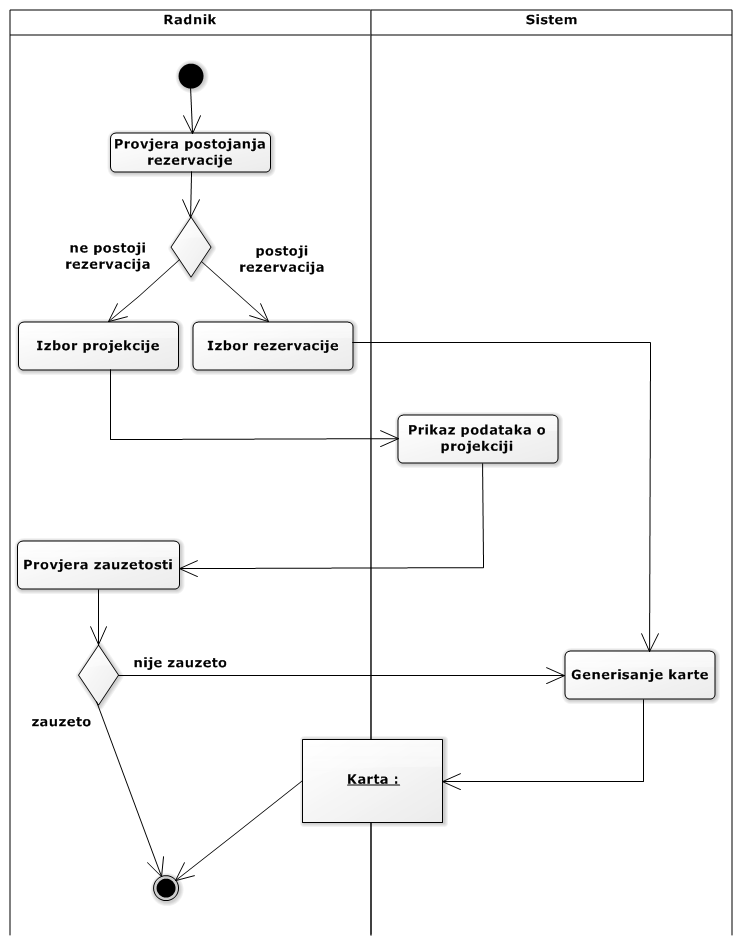 Radnik
Sistem
Provjera postojanja
rezervacije
ne postoji
rezervacija
postoji
rezervacija
Izbor projekcije
Izbor rezervacije
Prikaz podataka o
projekciji
Provjera zauzetosti
nije zauzeto
Generisanje karte
zauzeto
Karta :